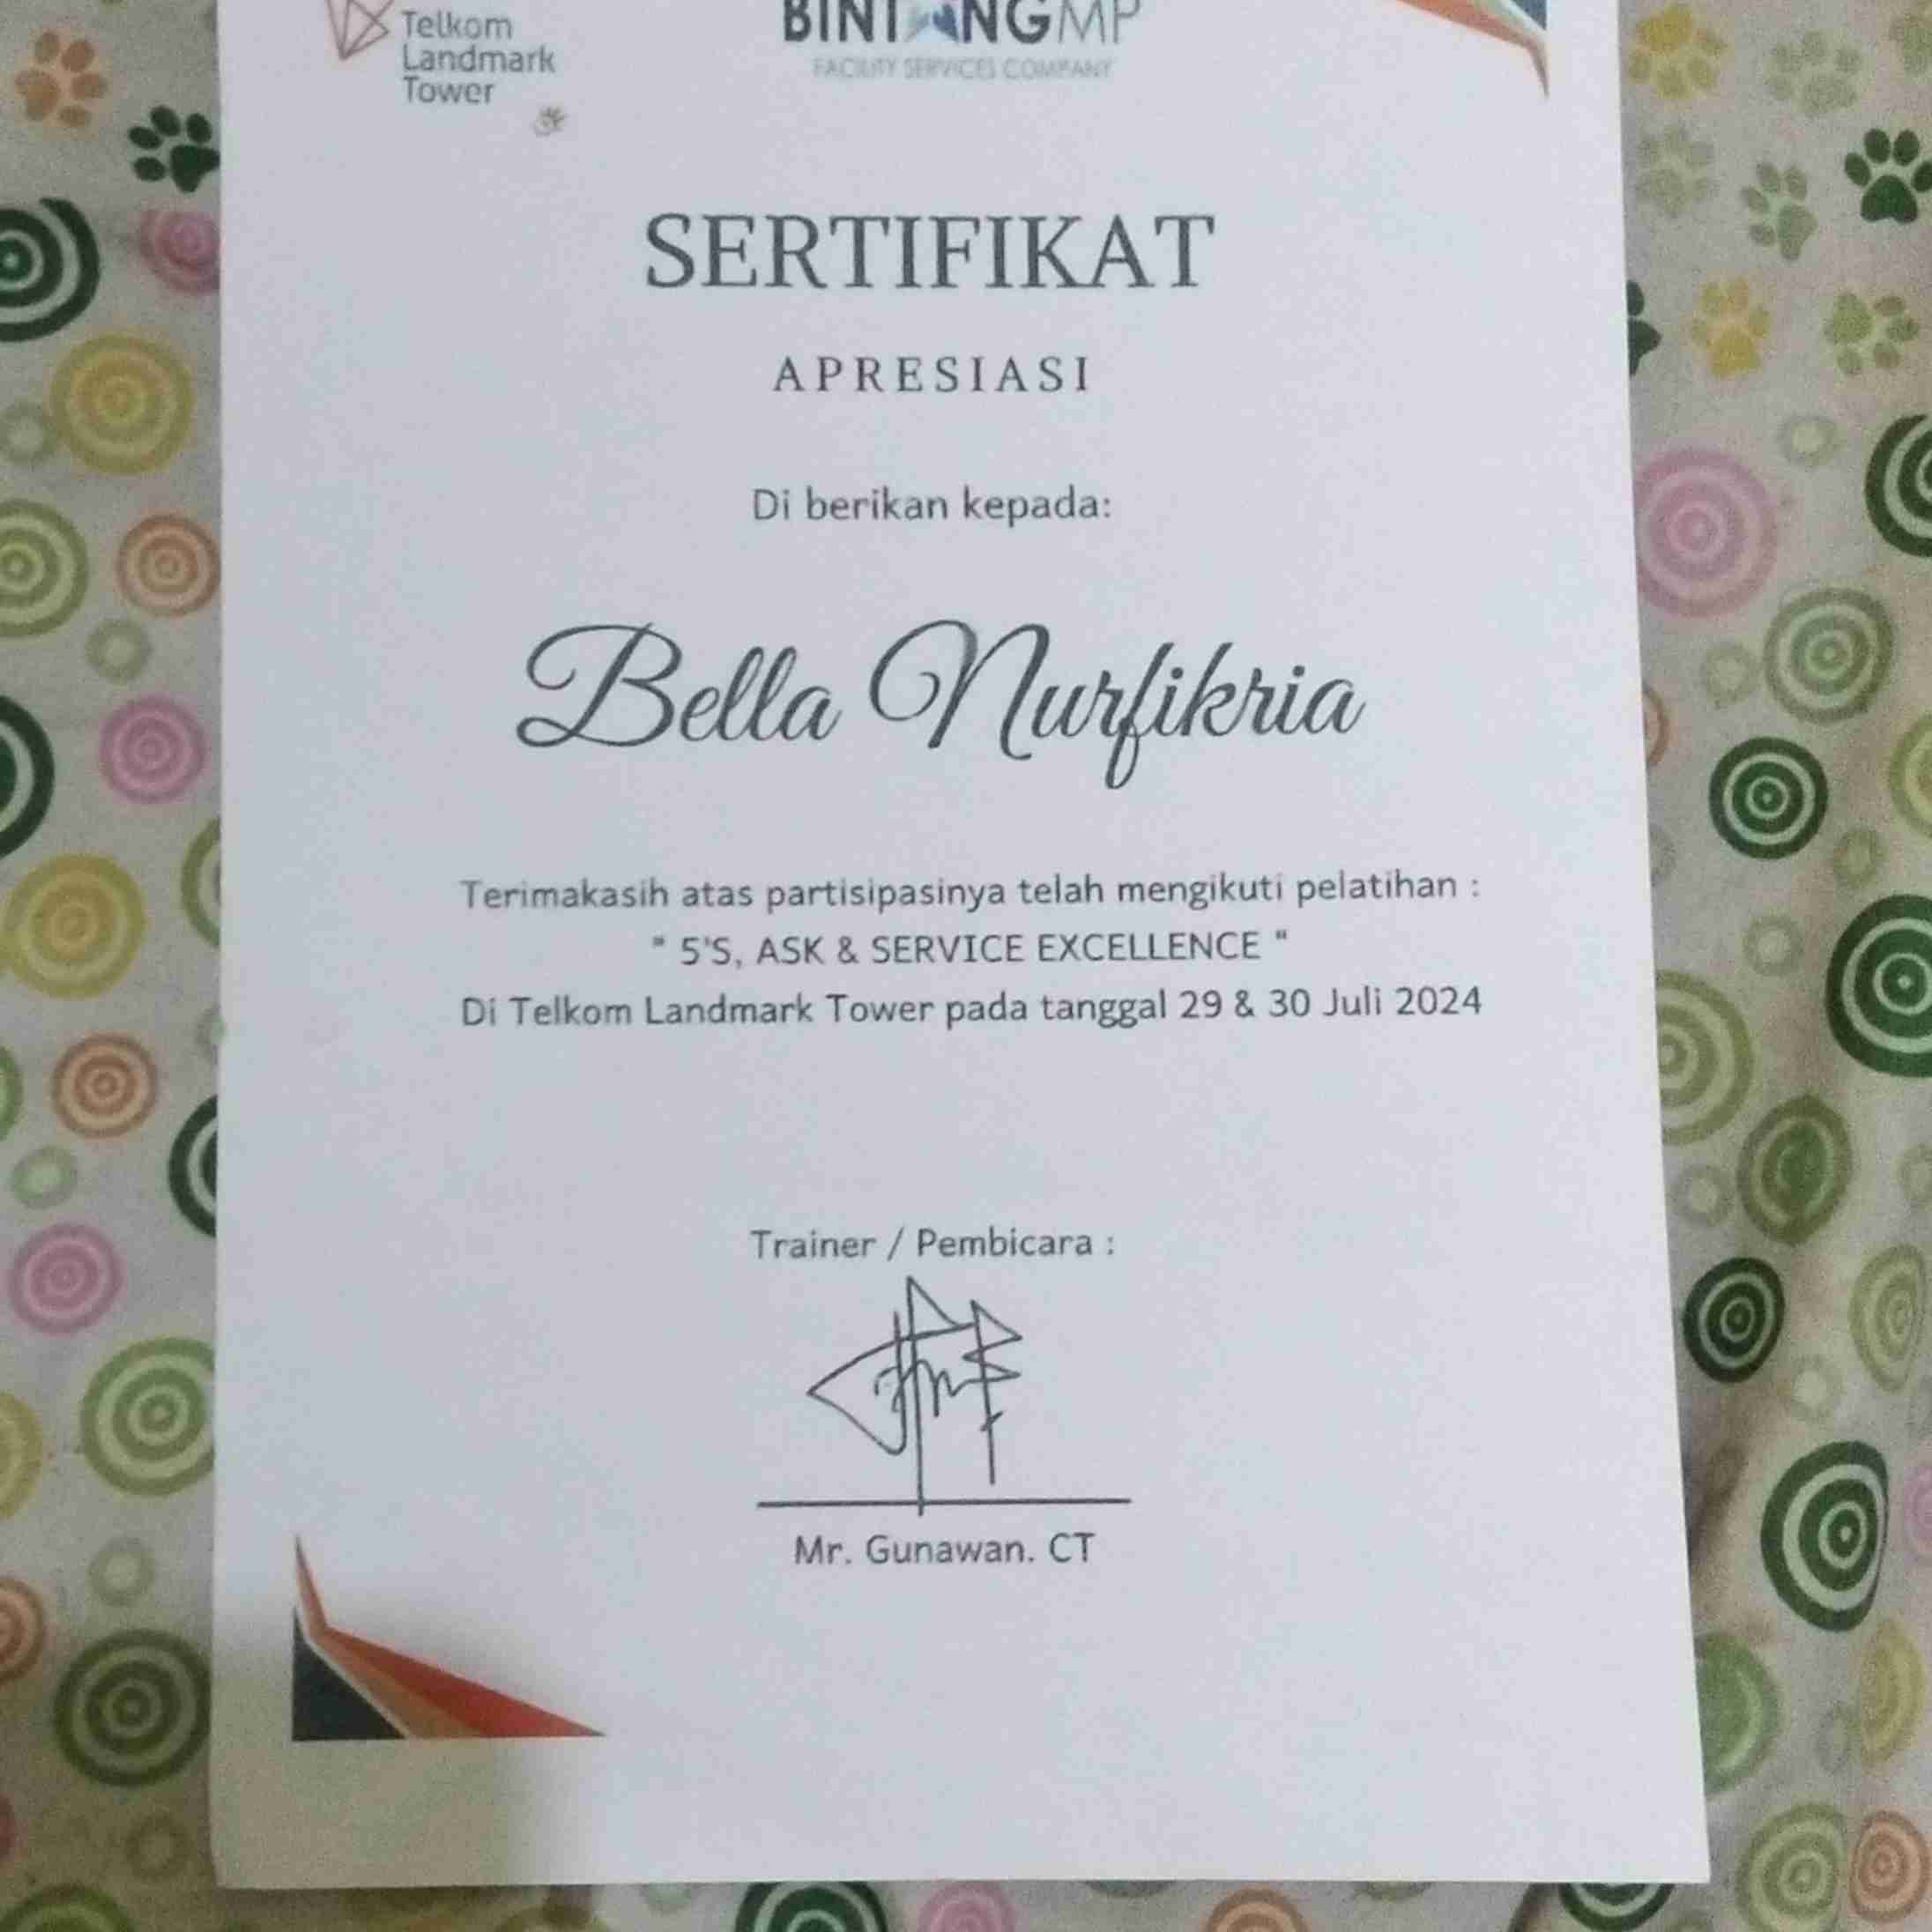 Telkom
Landmark
Tower
BINTANGMP
FACILITY SERVICES COMPANY
SERTIFIKAT
APRESIASI
Di berikan kepada:
Bella Nurfikria
Terimakasih atas partisipasinya telah mengikuti pelatihan :
" 5'S, ASK & SERVICE EXCELLENCE "
Di Telkom Landmark Tower pada tanggal 29 & 30 Juli 2024
Trainer / Pembicara :
Mr. Gunawan. CT